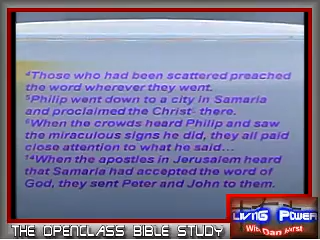 ⁴Those who had been scattered preached
the word wherever they went.
⁵Philip went down to a city in Samaria
and proclaimed the Christ- there.
⁶When the crowds heard Philip and saw
the miraculous signs he did, they all paid
close attention to what he said...
¹⁴When the apostles in Jerusalem heard
that Samaria had accepted the word of
God, they sent Peter and John to them.
LIVING POWER
With Dan
THE OPENCLASS BIBLE STUDY